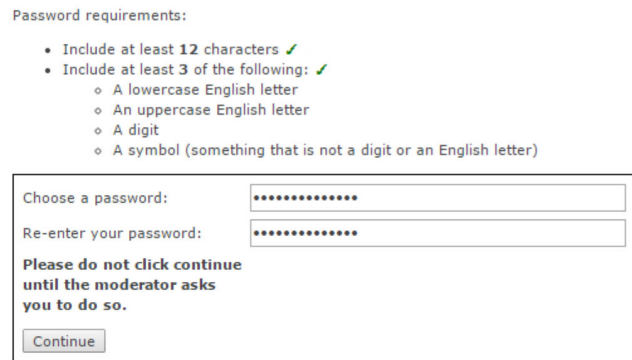 Password requirements:
• Include at least 12 characters ✓
• Include at least 3 of the following: ✓
○ A lowercase English letter
○ An uppercase English letter
○ A digit
○ A symbol (something that is not a digit or an English letter)
Choose a password: ••••••••••••••
Re-enter your password: ••••••••••••••
Please do not click continue
until the moderator asks
you to do so.
Continue